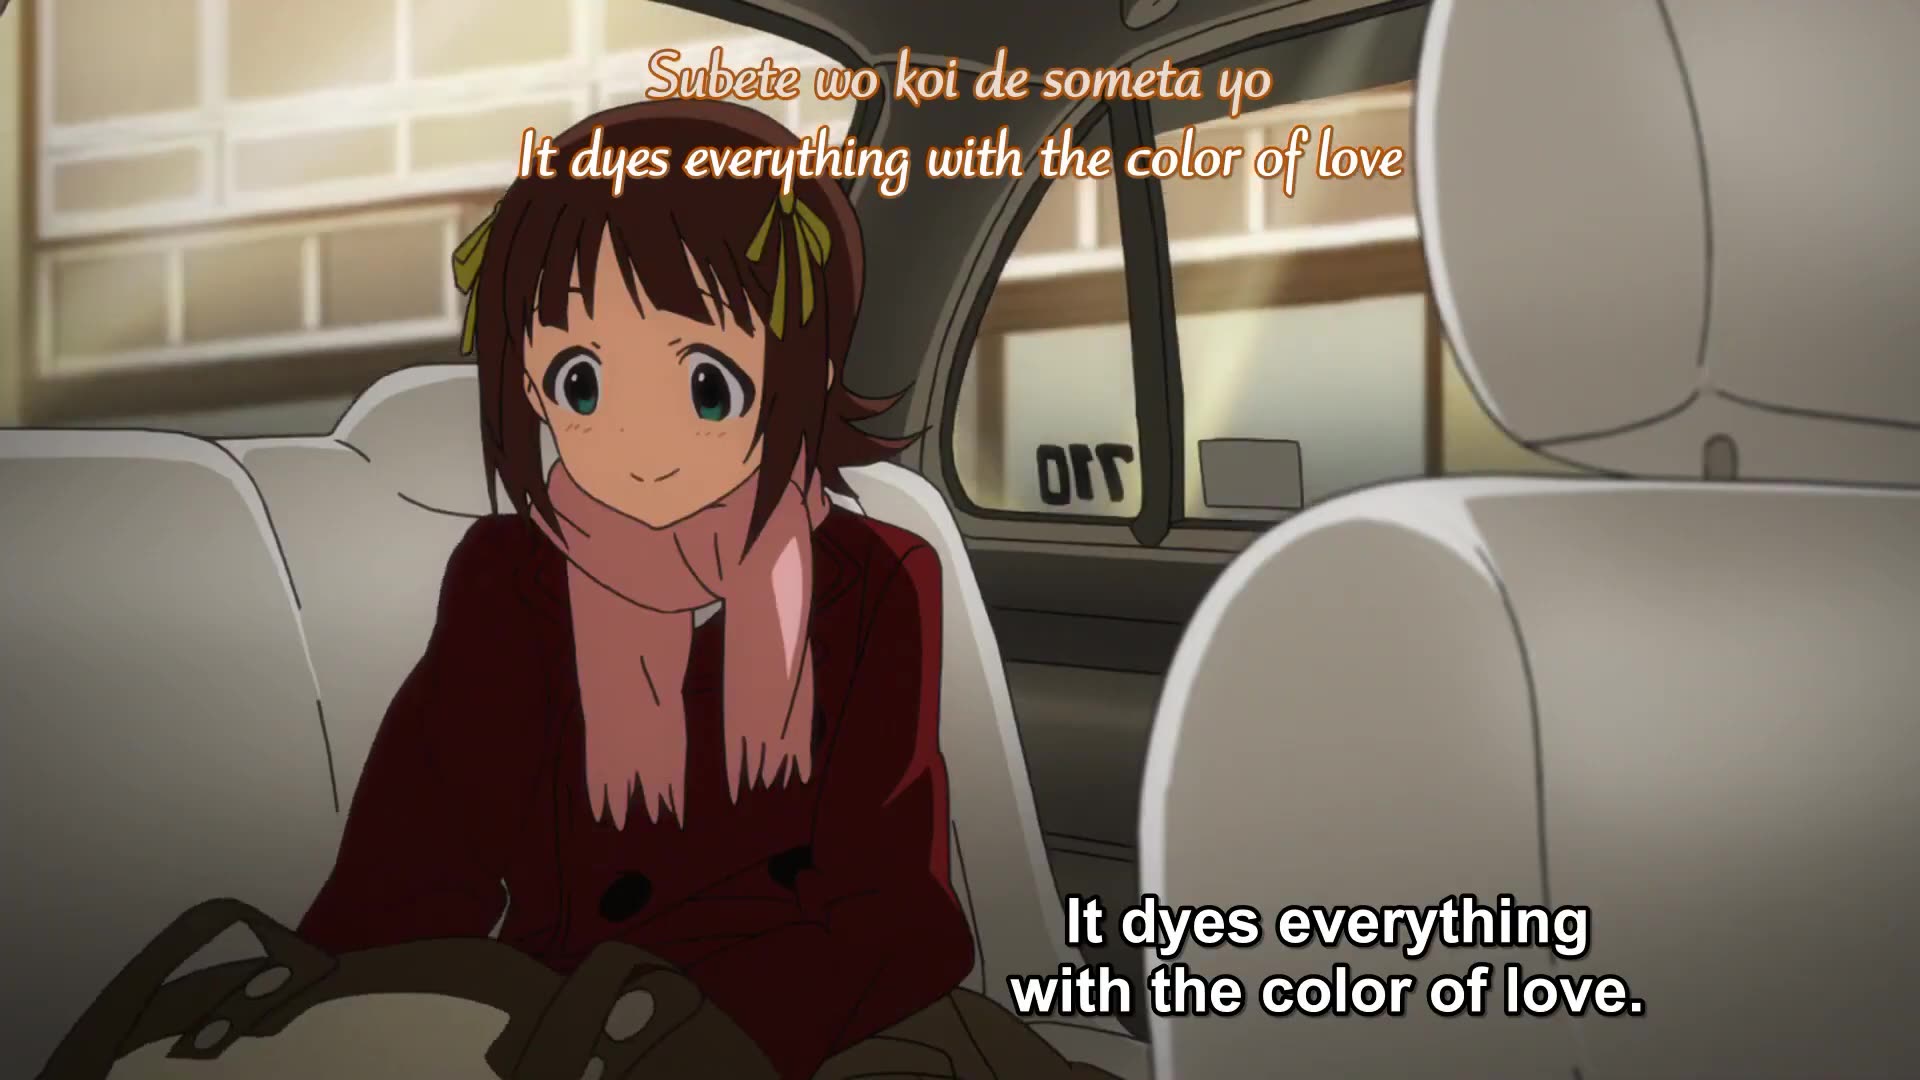 Subete wo koi de someta yo
It dyes everything with the color of love
710
It dyes everything
with the color of love.